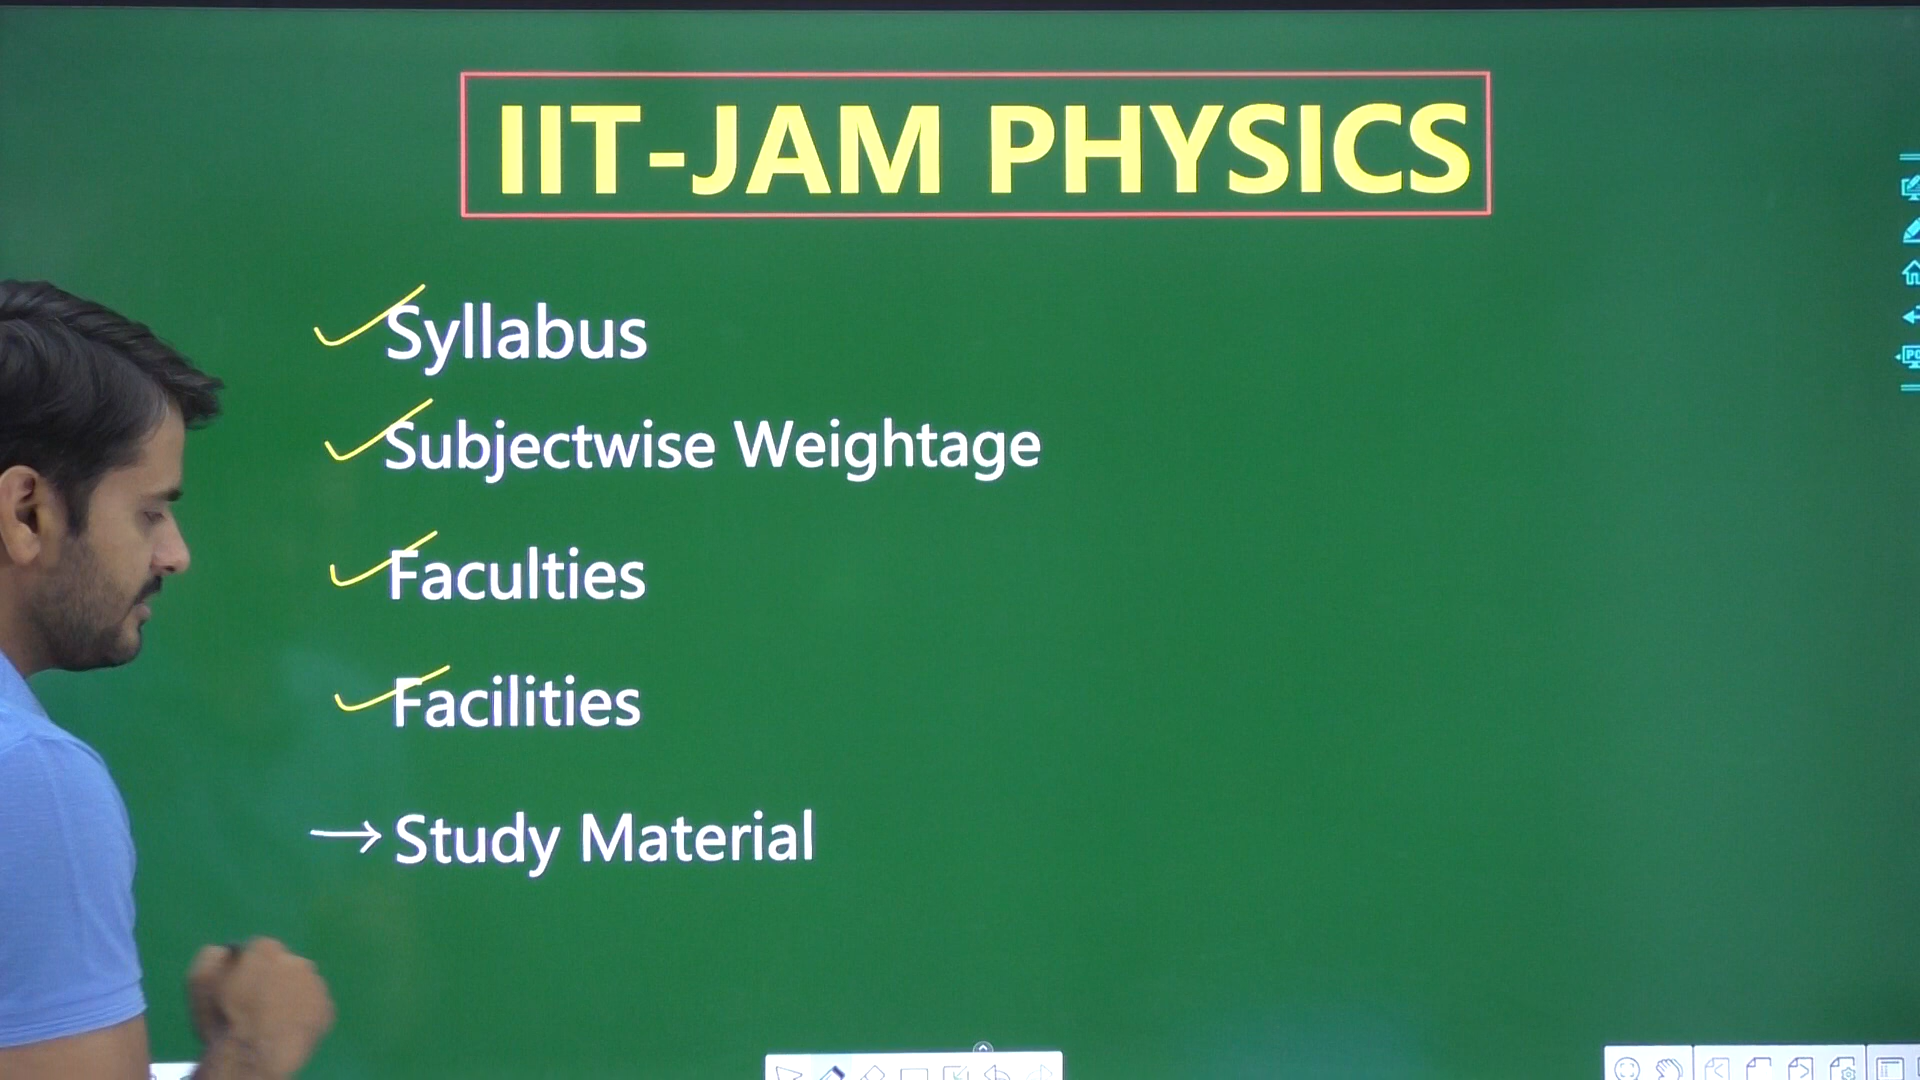 IIT-JAM PHYSICS
Syllabus
Subjectwise Weightage
Faculties
Facilities
→ Study Material